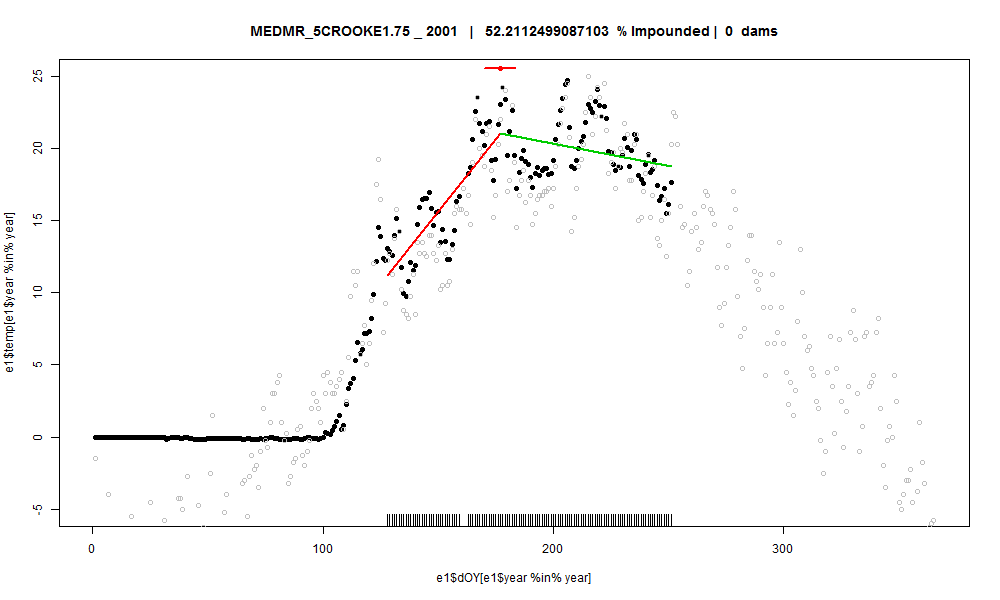 MEDMR_5CROOKE1.75 _ 2001 | 52.2112499087103 % Impounded | 0 dams
25
20
15
10
5
0
-5
e1$temp[e1$year %in% year]
0 100 200 300
e1$dOY[e1$year %in% year]